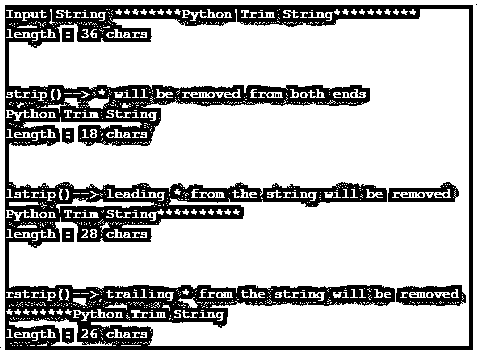 Input String ********Python Trim String**********
length : 36 chars
strip()--> * will be removed from both ends
Python Trim String
length : 18 chars
lstrip()--> leading * from the string will be removed
Python Trim String**********
length : 28 chars
rstrip()--> trailing * from the string will be removed
********Python Trim String
length : 26 chars